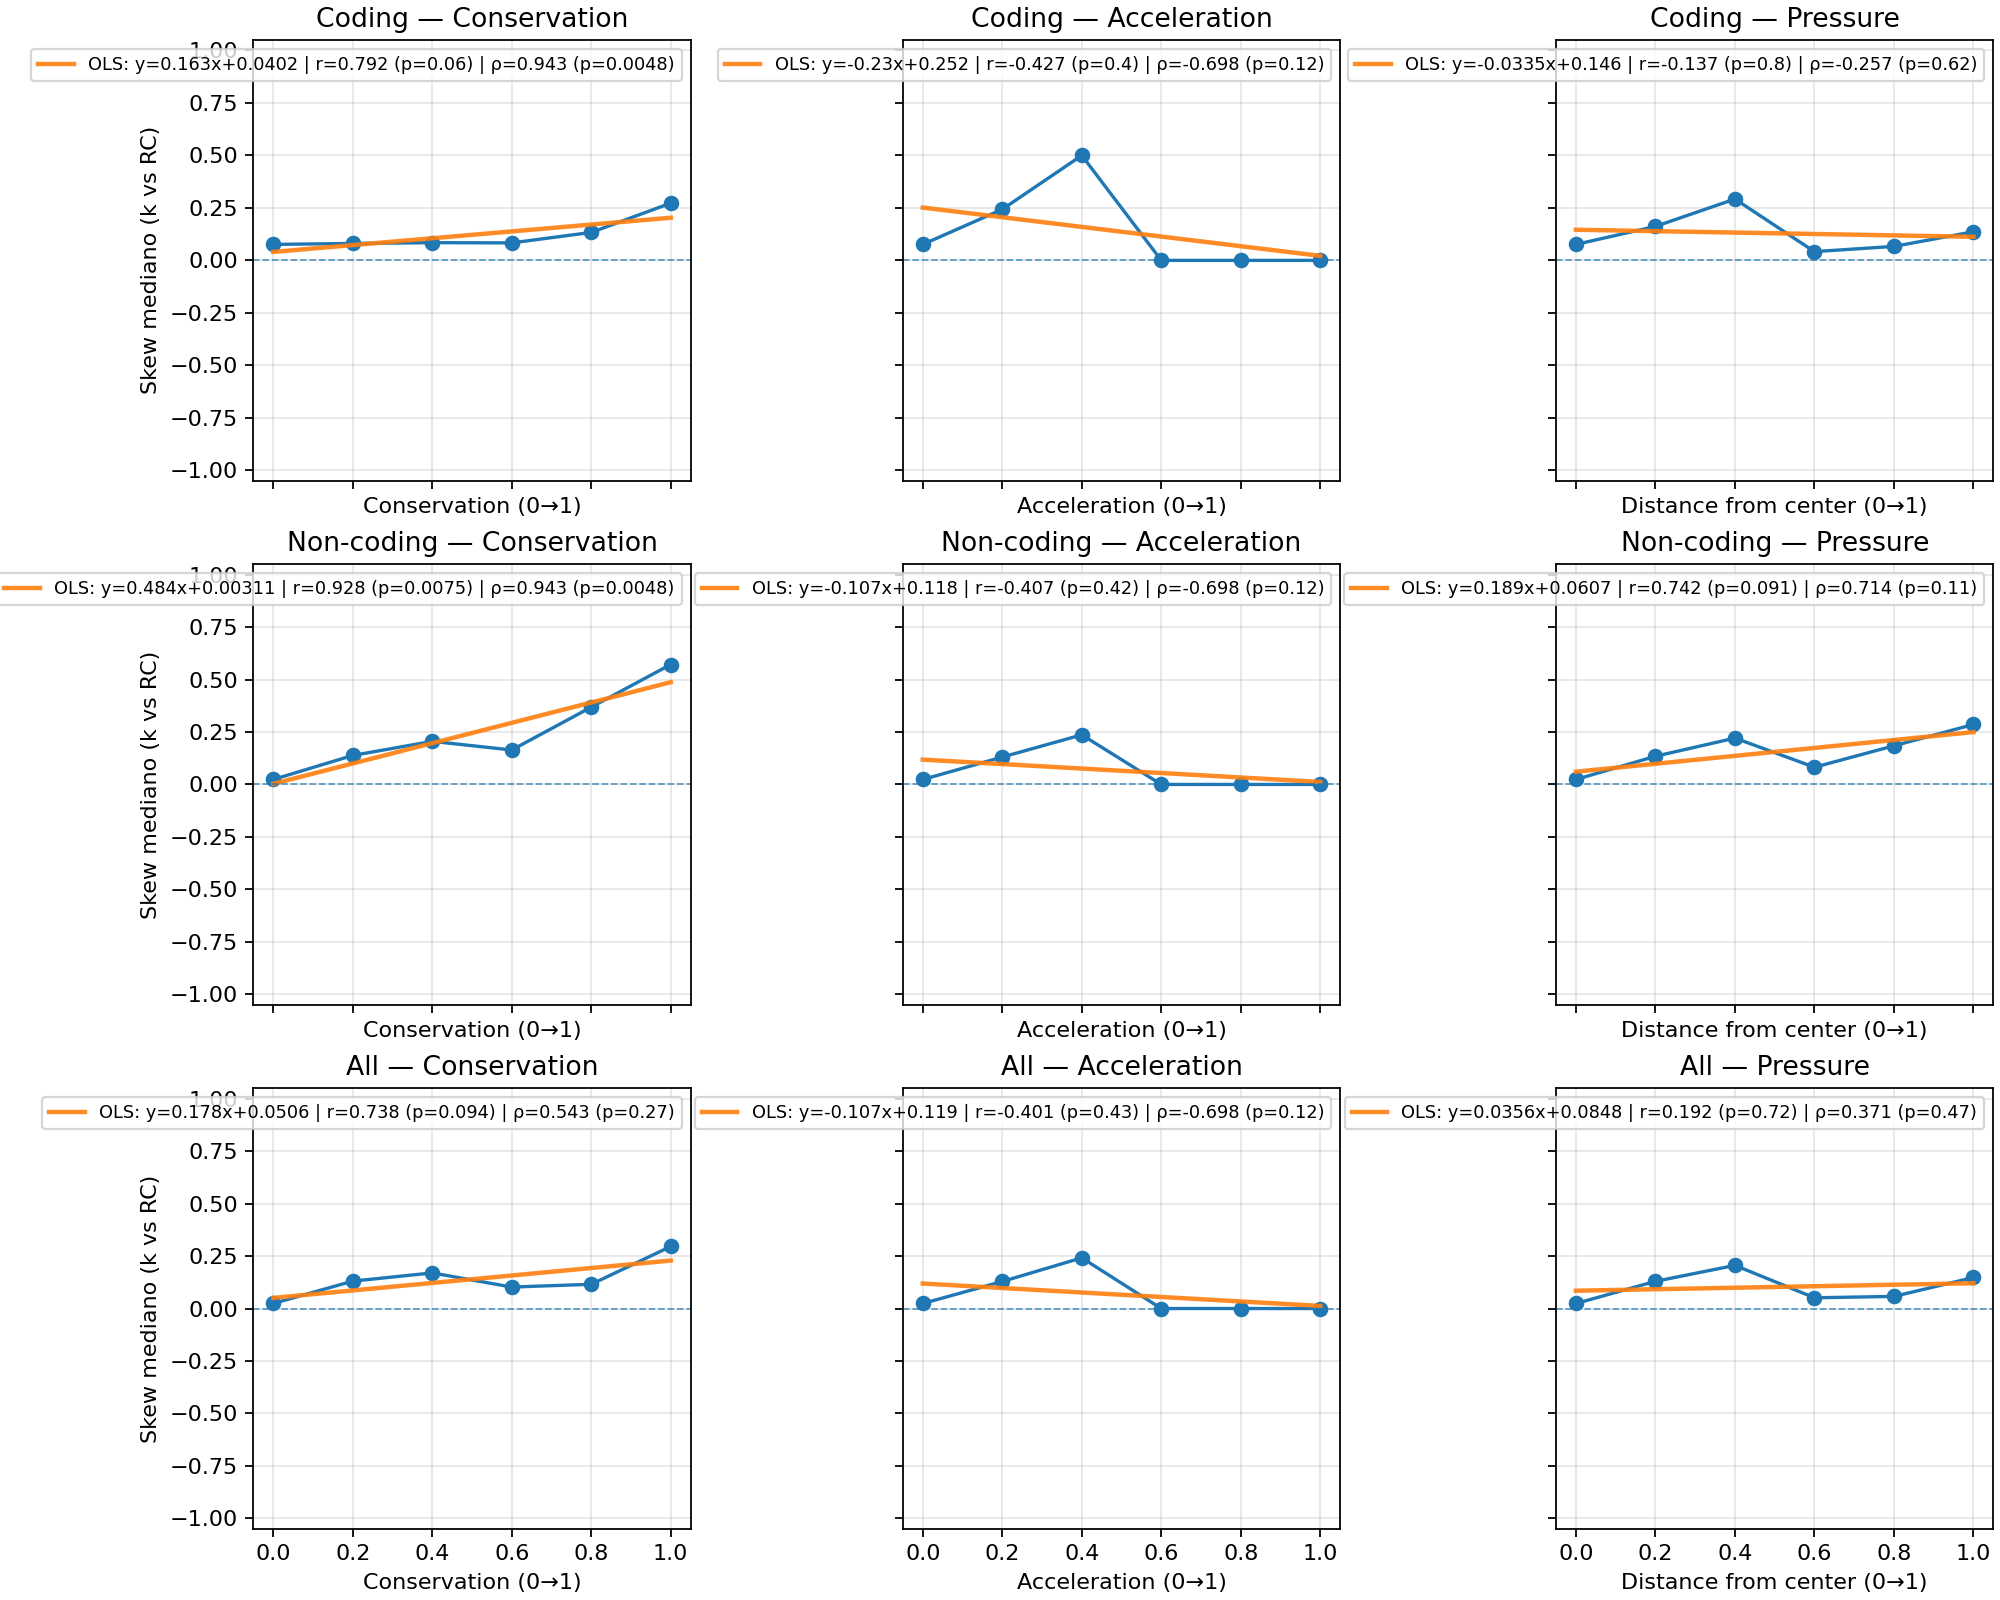 Coding — Conservation
1.00
OLS: y=0.163x+0.0402 | r=0.792 (p=0.06) | ρ=0.943 (p=0.0048)
0.75
0.50
0.25
0.00
−0.25
−0.50
−0.75
−1.00
Skew mediano (k vs RC)
Conservation (0→1)
Coding — Acceleration
OLS: y=-0.23x+0.252 | r=-0.427 (p=0.4) | ρ=-0.698 (p=0.12)
Acceleration (0→1)
Coding — Pressure
OLS: y=-0.0335x+0.146 | r=-0.137 (p=0.8) | ρ=-0.257 (p=0.62)
Distance from center (0→1)
Non-coding — Conservation
1.00
OLS: y=0.484x+0.00311 | r=0.928 (p=0.0075) | ρ=0.943 (p=0.0048)
0.75
0.50
0.25
0.00
−0.25
−0.50
−0.75
−1.00
Skew mediano (k vs RC)
Conservation (0→1)
Non-coding — Acceleration
OLS: y=-0.107x+0.118 | r=-0.407 (p=0.42) | ρ=-0.698 (p=0.12)
Acceleration (0→1)
Non-coding — Pressure
OLS: y=0.189x+0.0607 | r=0.742 (p=0.091) | ρ=0.714 (p=0.11)
Distance from center (0→1)
All — Conservation
1.00
OLS: y=0.178x+0.0506 | r=0.738 (p=0.094) | ρ=0.543 (p=0.27)
0.75
0.50
0.25
0.00
−0.25
−0.50
−0.75
−1.00
Skew mediano (k vs RC)
0.0 0.2 0.4 0.6 0.8 1.0
Conservation (0→1)
All — Acceleration
OLS: y=-0.107x+0.119 | r=-0.401 (p=0.43) | ρ=-0.698 (p=0.12)
0.0 0.2 0.4 0.6 0.8 1.0
Acceleration (0→1)
All — Pressure
OLS: y=0.0356x+0.0848 | r=0.192 (p=0.72) | ρ=0.371 (p=0.47)
0.0 0.2 0.4 0.6 0.8 1.0
Distance from center (0→1)